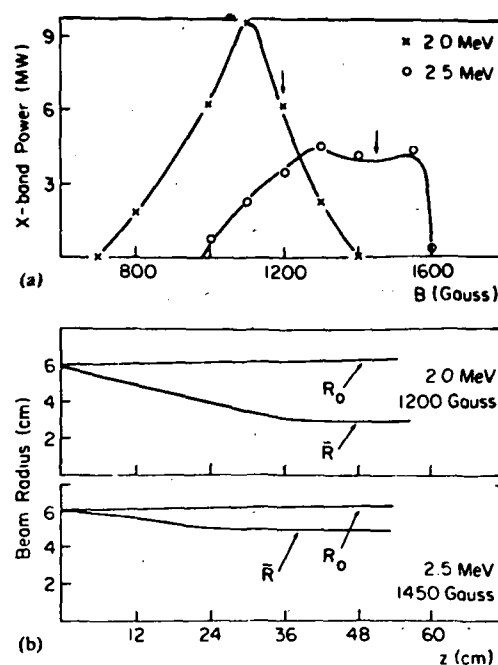 9
6
3
X-band Power (MW)
x 2.0 MeV
o 2.5 MeV
800 1200 1600
B (Gauss)
(a)
6
4
2
R₀
R̄
2.0 MeV
1200 Gauss
Beam Radius (cm)
6
4
2
R̄
R₀
2.5 MeV
1450 Gauss
12 24 36 48 60
z (cm)
(b)